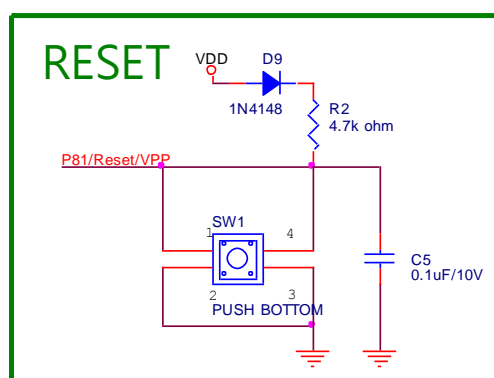 RESET
VDD
D9
1N4148
R2
4.7k ohm
P81/Reset/VPP
SW1
1
4
2
3
PUSH BOTTOM
C5
0.1uF/10V